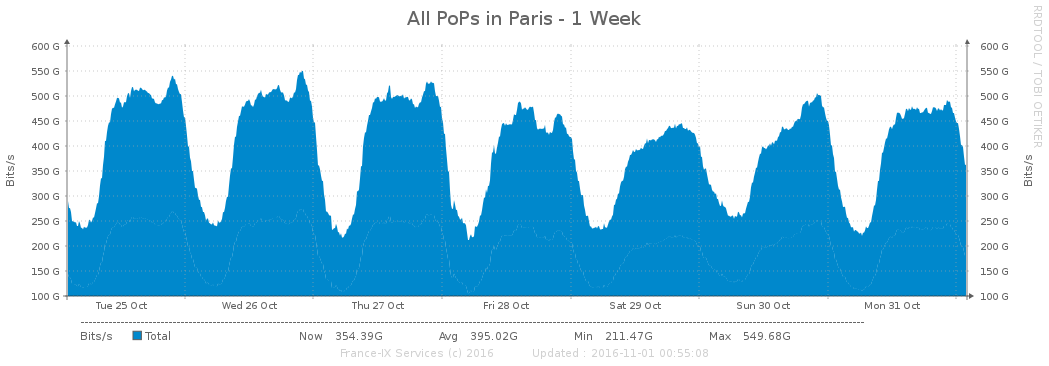 All PoPs in Paris - 1 Week
RRDTOOL / TOBI OETIKER
600 G 600 G
550 G 550 G
500 G 500 G
450 G 450 G
400 G 400 G
350 G 350 G
300 G 300 G
250 G 250 G
200 G 200 G
150 G 150 G
100 G 100 G
Bits/s
Bits/s
Tue 25 Oct Wed 26 Oct Thu 27 Oct Fri 28 Oct Sat 29 Oct Sun 30 Oct Mon 31 Oct
Bits/s Total Now 354.39G Avg 395.02G Min 211.47G Max 549.68G
France-IX Services (c) 2016 Updated : 2016-11-01 00:55:08